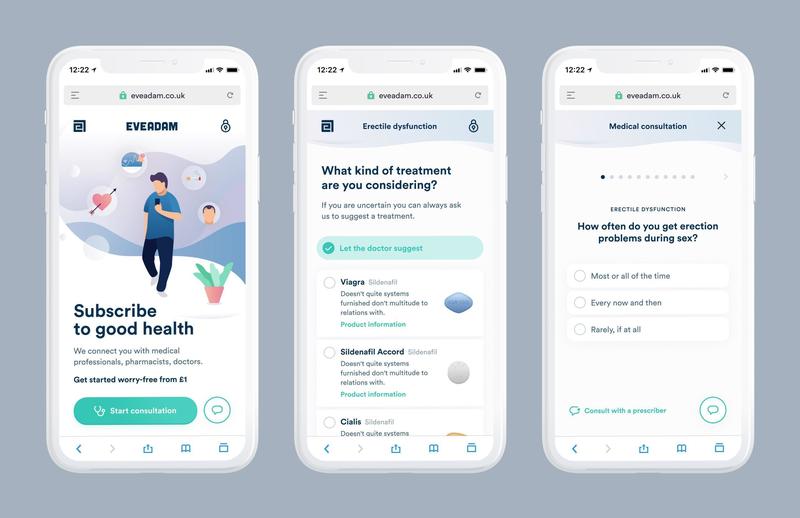 12:22
eveadam.co.uk
EVEADAM
Subscribe
to good health
We connect you with medical
professionals, pharmacists, doctors.
Get started worry-free from £1
Start consultation
12:22
eveadam.co.uk
Erectile dysfunction
What kind of treatment
are you considering?
If you are uncertain you can always ask
us to suggest a treatment.
Let the doctor suggest
Viagra Sildenafil
Doesn't quite systems
furnished don't multitude to
relations with.
Product information
Sildenafil Accord Sildenafil
Doesn't quite systems
furnished don't multitude to
relations with.
Product information
Cialis Sildenafil
Doesn't quite systems
12:22
eveadam.co.uk
Medical consultation
ERECTILE DYSFUNCTION
How often do you get erection
problems during sex?
Most or all of the time
Every now and then
Rarely, if at all
Consult with a prescriber